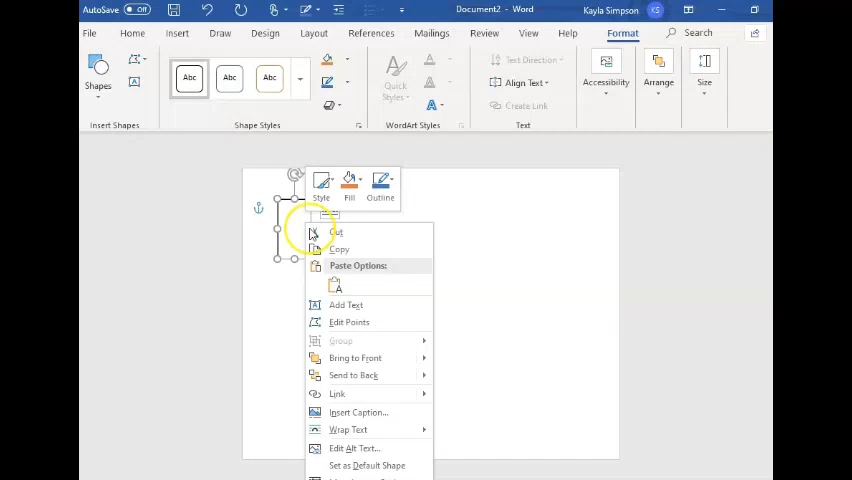 AutoSave Off Document2 - Word Kayla Simpson KS
File Home Insert Draw Design Layout References Mailings Review View Help Format Search
Shapes
Abc Abc Abc
Quick Styles
Text Direction
Align Text
Create Link
Accessibility
Arrange
Size
Insert Shapes Shape Styles WordArt Styles Text
Style Fill Outline
Cut
Copy
Paste Options:
A
Add Text
Edit Points
Group
Bring to Front
Send to Back
Link
Insert Caption...
Wrap Text
Edit Alt Text...
Set as Default Shape